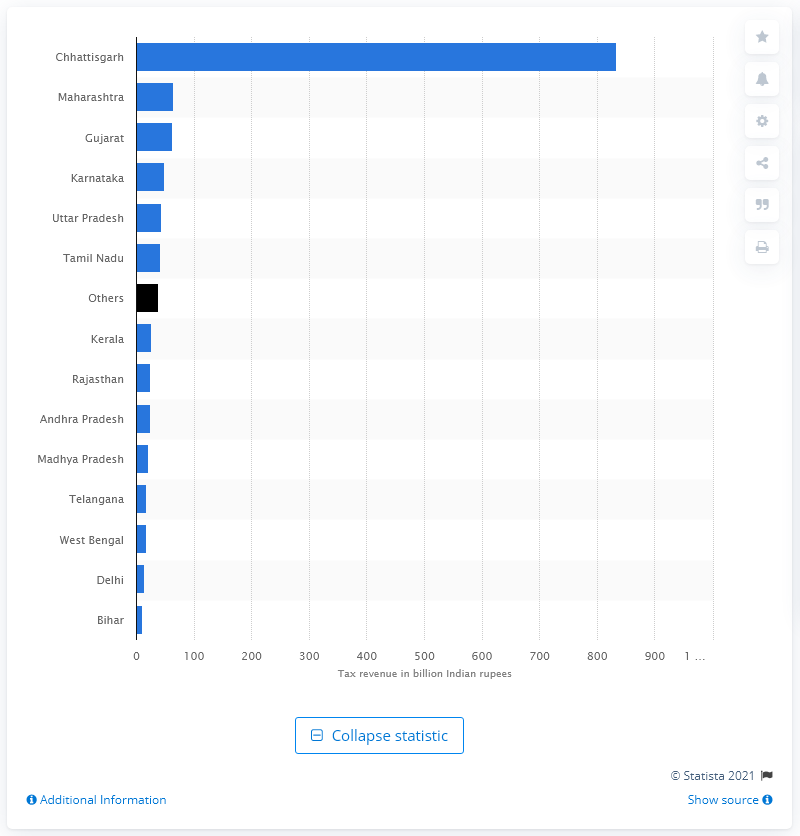 Chhattisgarh
Maharashtra
Gujarat
Karnataka
Uttar Pradesh
Tamil Nadu
Others
Kerala
Rajasthan
Andhra Pradesh
Madhya Pradesh
Telangana
West Bengal
Delhi
Bihar
0 100 200 300 400 500 600 700 800 900 1 ...
Tax revenue in billion Indian rupees
Collapse statistic
© Statista 2021
Additional Information
Show source